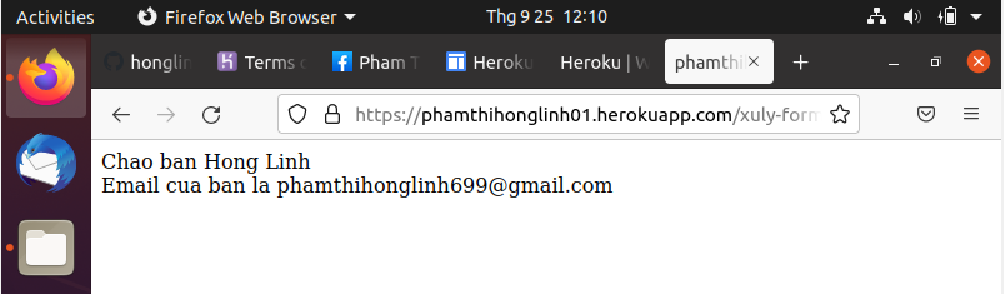 Activities Firefox Web Browser Thg 9 25 12:10
honglin Terms o Pham T Heroku Heroku | W phamthi
https://phamthihonglinh01.herokuapp.com/xuly-form
Chao ban Hong Linh
Email cua ban la phamthihonglinh699@gmail.com